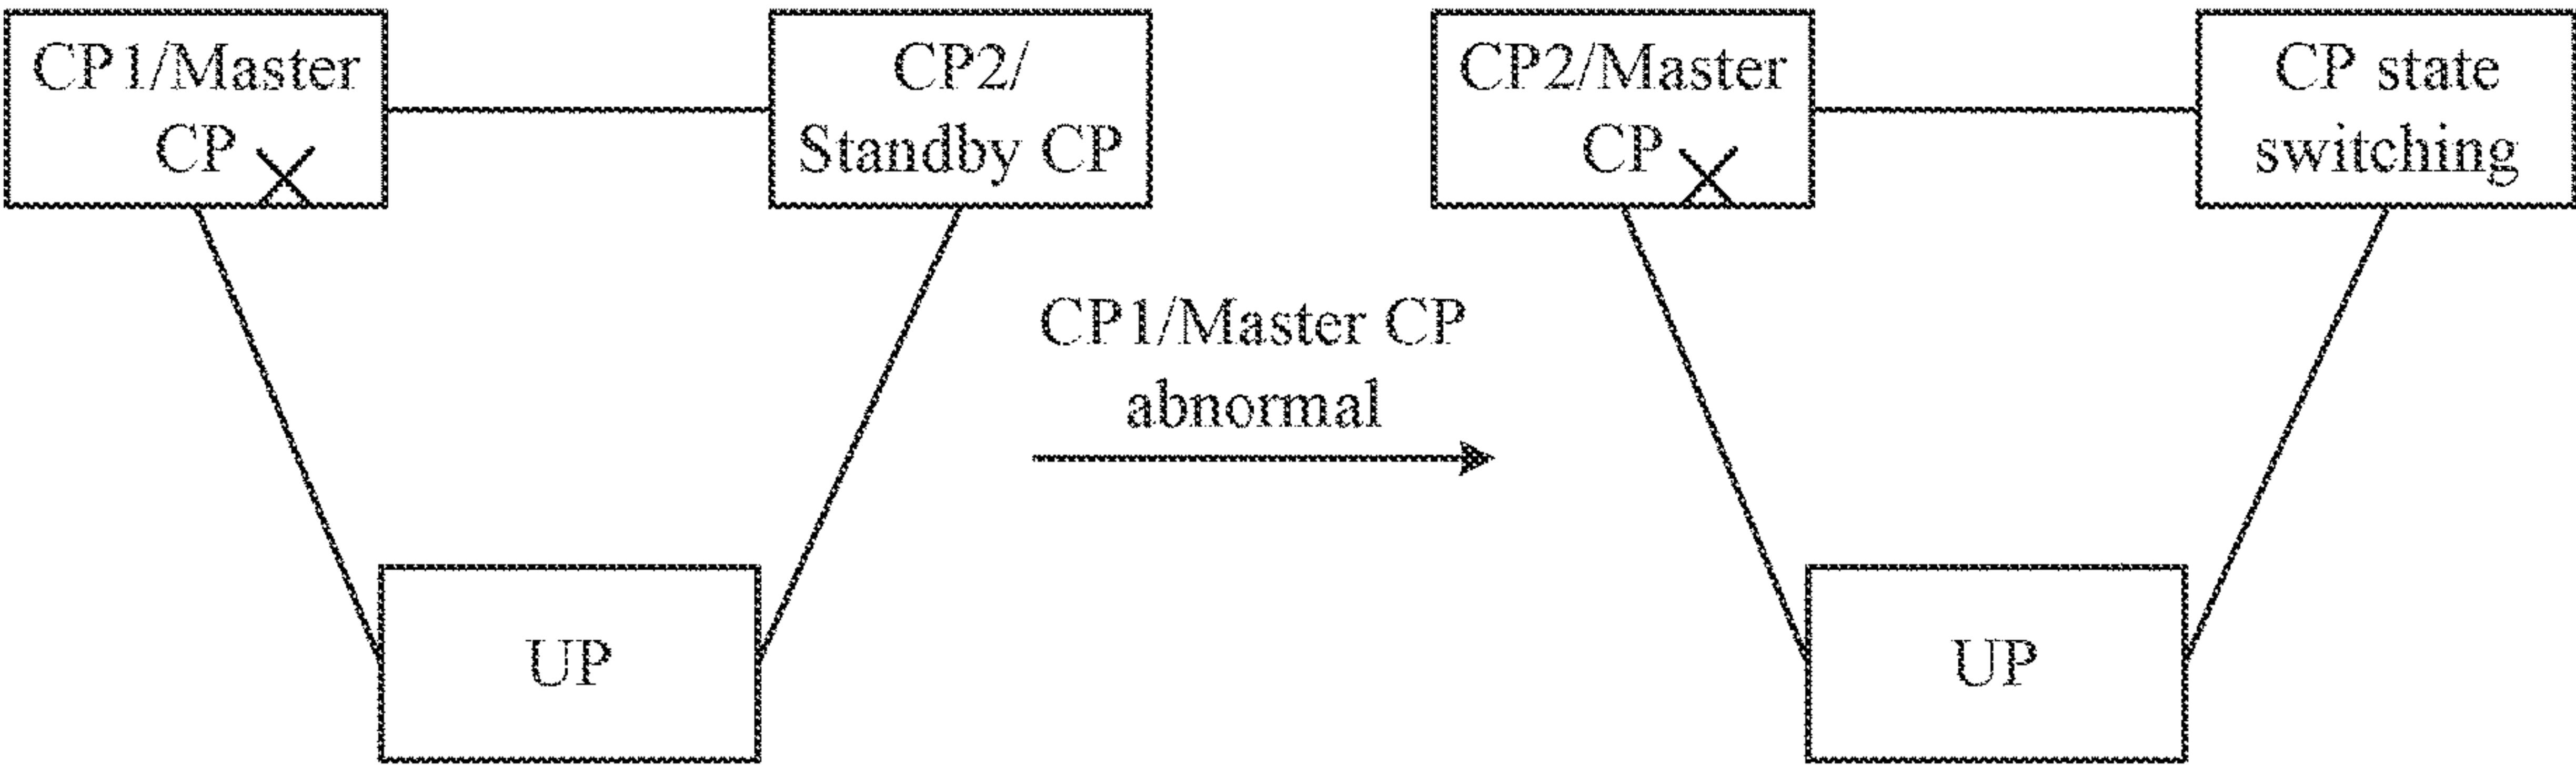 CP1/Master
CP
CP2/
Standby CP
UP
CP1/Master CP
abnormal
CP2/Master
CP
CP state
switching
UP